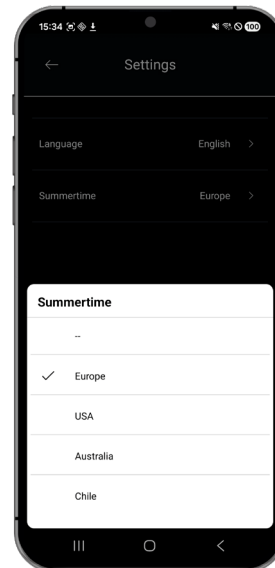 15:34 100
Settings
Language English
Summertime Europe
Summertime
--
Europe
USA
Australia
Chile